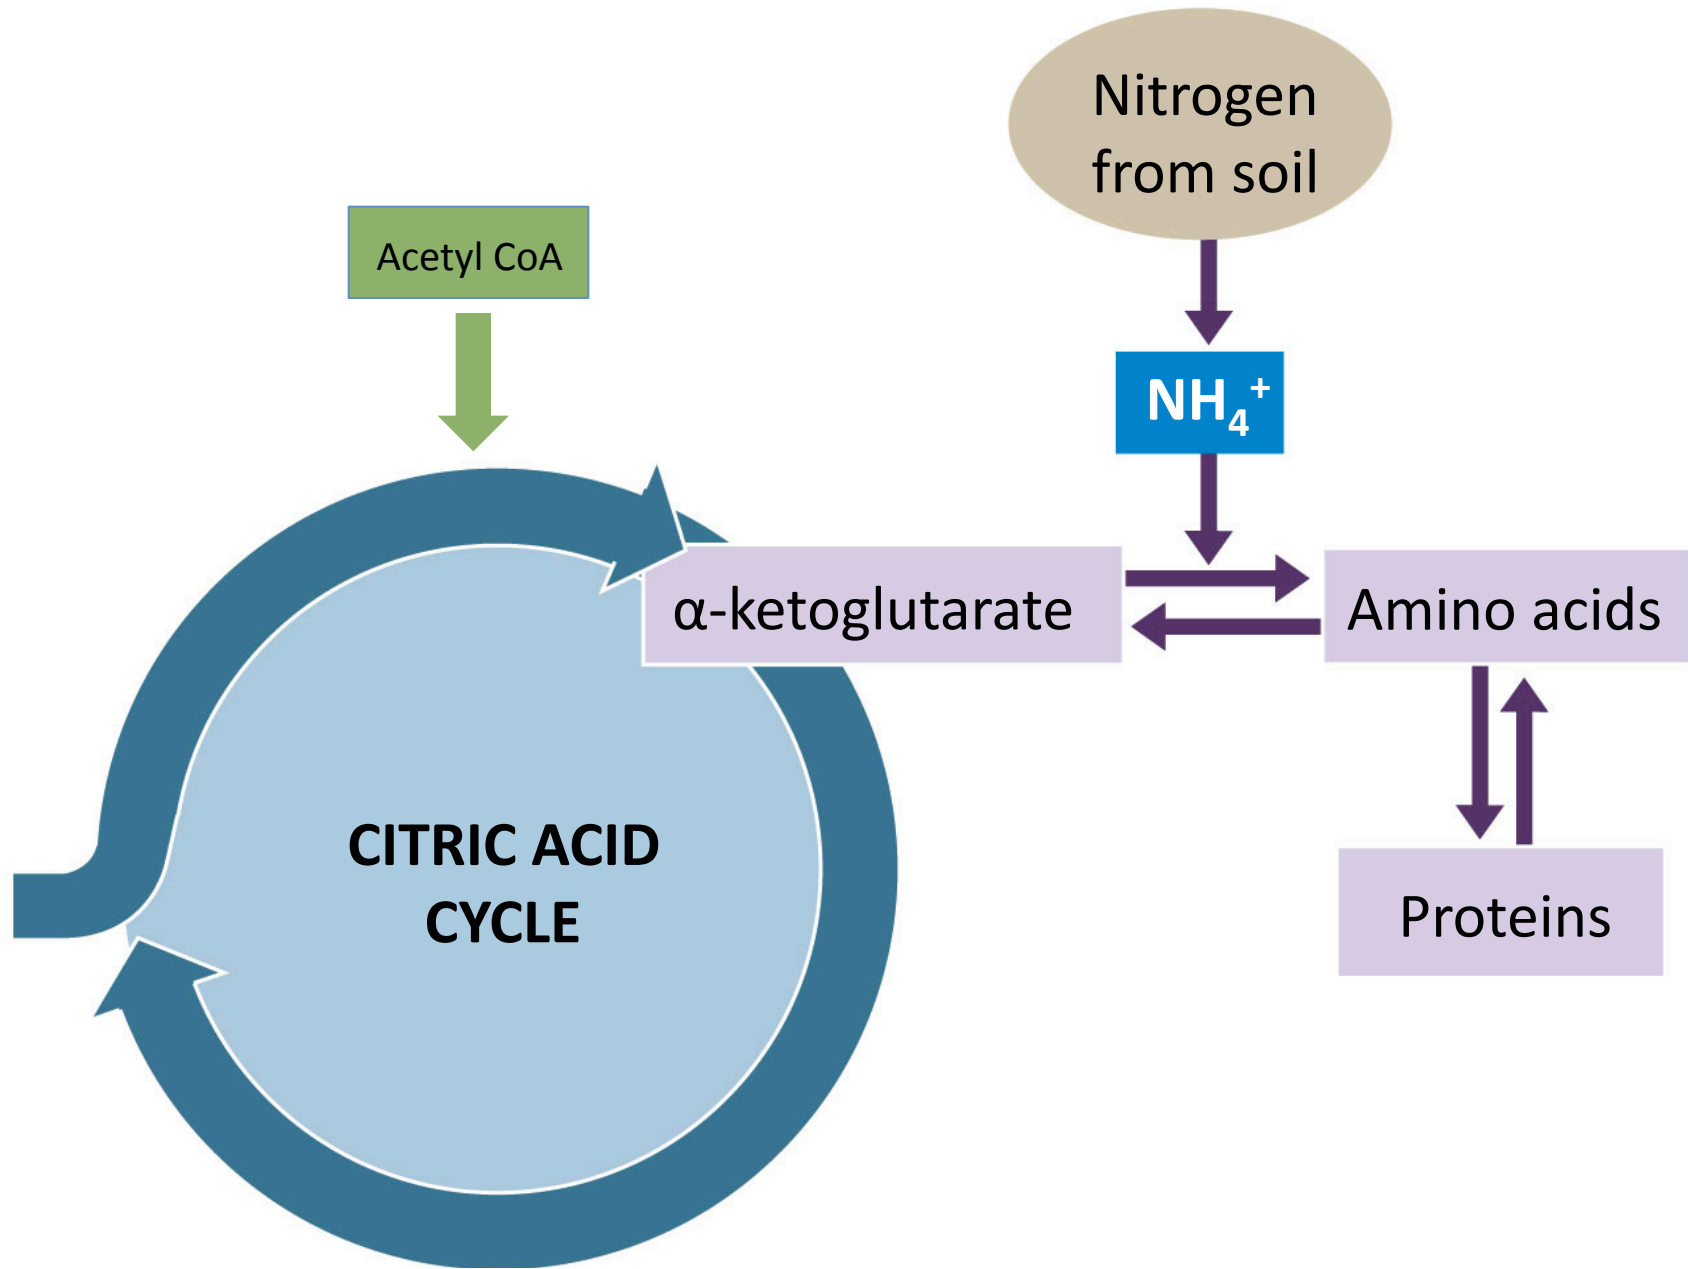 Nitrogen
from soil
Acetyl CoA
NH₄⁺
α-ketoglutarate
Amino acids
CITRIC ACID
CYCLE
Proteins